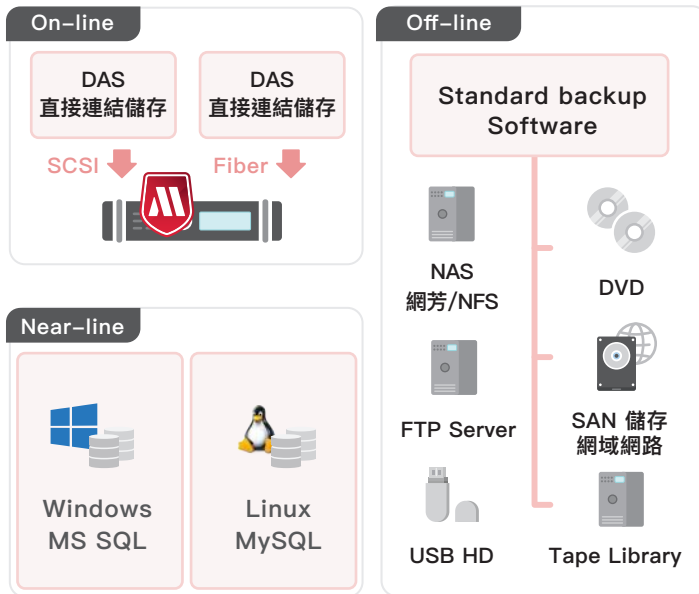 On-line
DAS
直接連結儲存
DAS
直接連結儲存
SCSI
Fiber
Near-line
Windows
MS SQL
Linux
MySQL
Off-line
Standard backup
Software
NAS
網芳/NFS
DVD
FTP Server
SAN 儲存
網域網路
USB HD
Tape Library